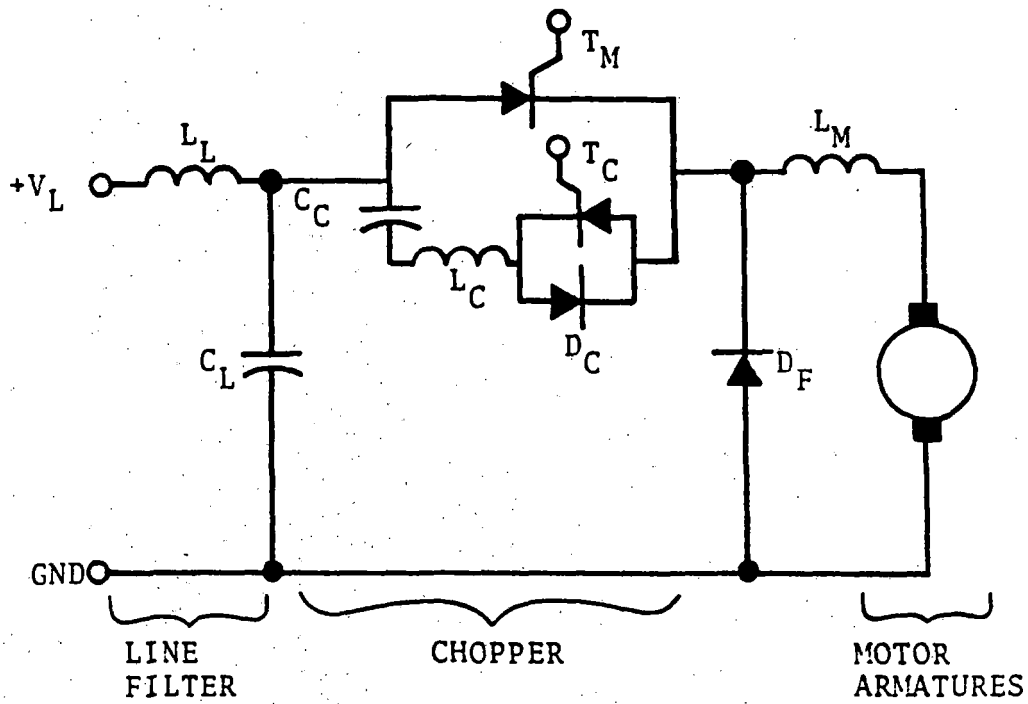 T_M
L_L
T_C
L_M
+V_L
C_C
L_C
D_C
C_L
D_F
GND
LINE
FILTER
CHOPPER
MOTOR
ARMATURES